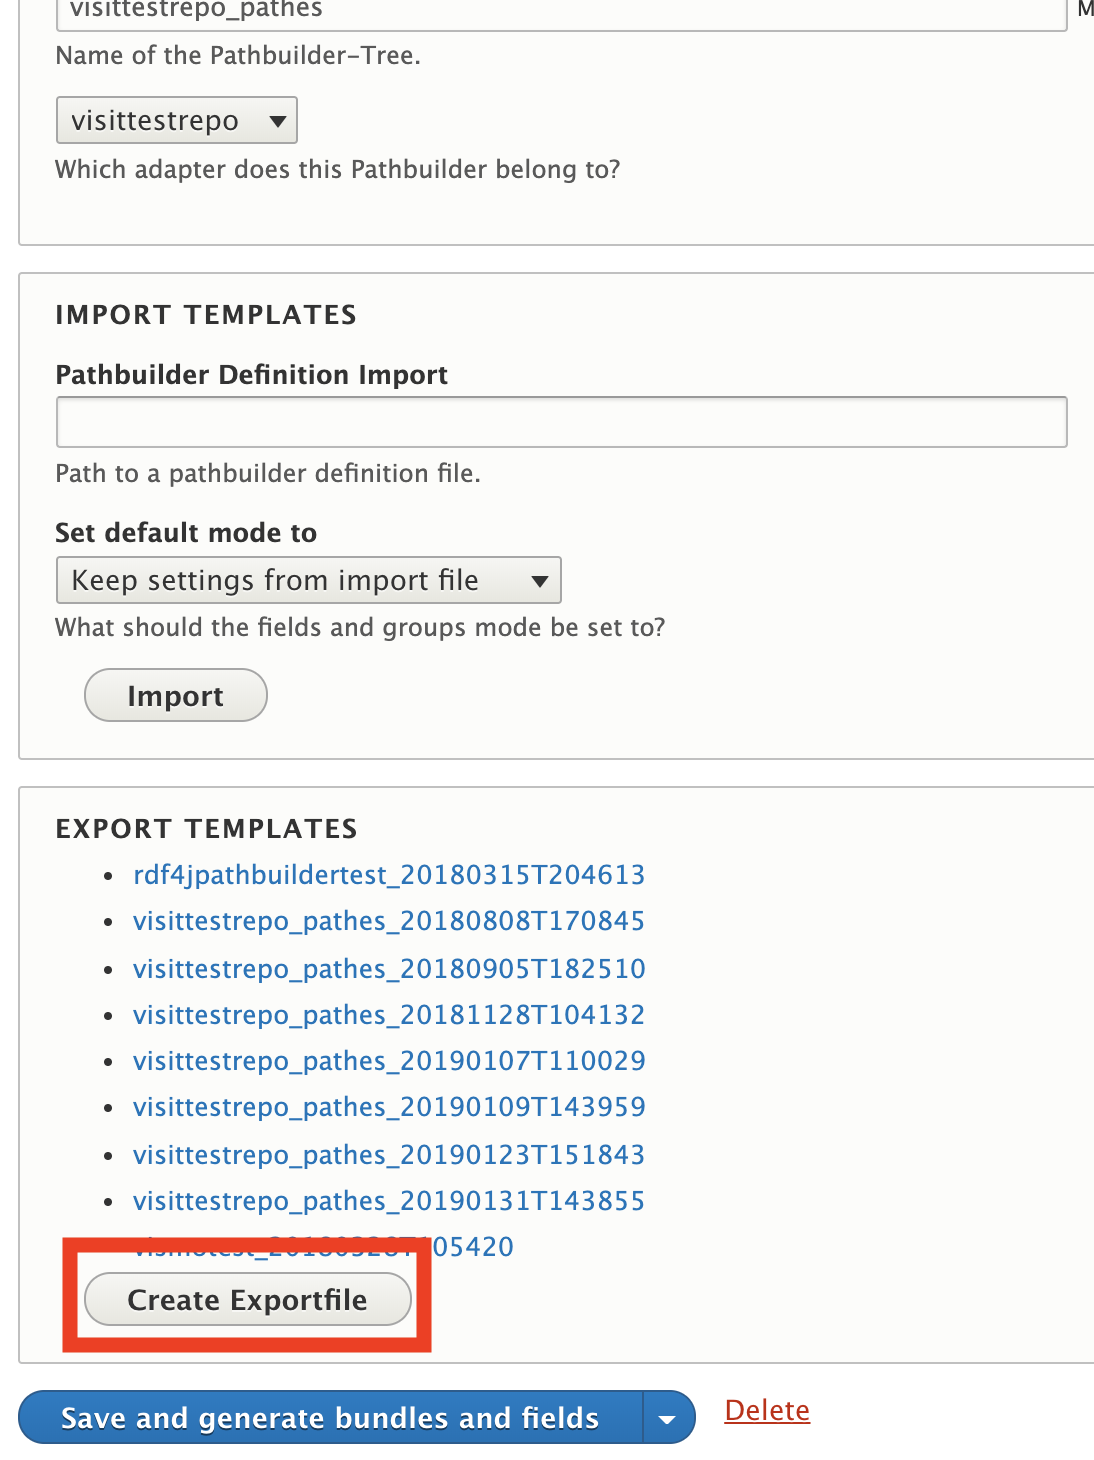 visittestrepo_pathes
Name of the Pathbuilder-Tree.
visittestrepo
Which adapter does this Pathbuilder belong to?
IMPORT TEMPLATES
Pathbuilder Definition Import
Path to a pathbuilder definition file.
Set default mode to
Keep settings from import file
What should the fields and groups mode be set to?
Import
EXPORT TEMPLATES
rdf4jpathbuildertest_20180315T204613
visittestrepo_pathes_20180808T170845
visittestrepo_pathes_20180905T182510
visittestrepo_pathes_20181128T104132
visittestrepo_pathes_20190107T110029
visittestrepo_pathes_20190109T143959
visittestrepo_pathes_20190123T151843
visittestrepo_pathes_20190131T143855
Create Exportfile
Save and generate bundles and fields
Delete